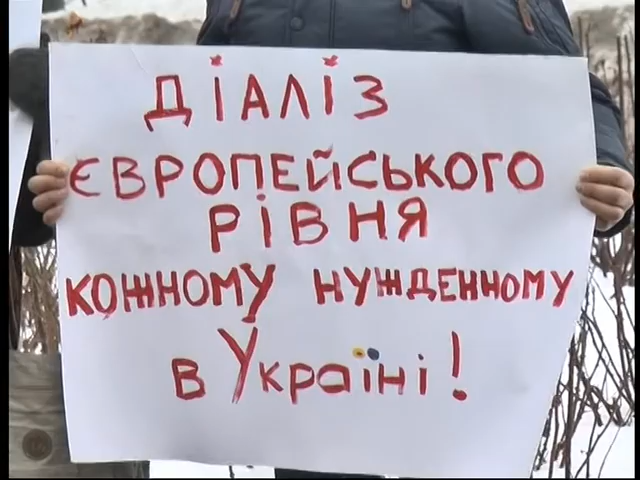 ДІАЛІЗ
ЄВРОПЕЙСЬКОГО
РІВНЯ
КОЖНОМУ НУЖДЕННОМУ
В Україні!